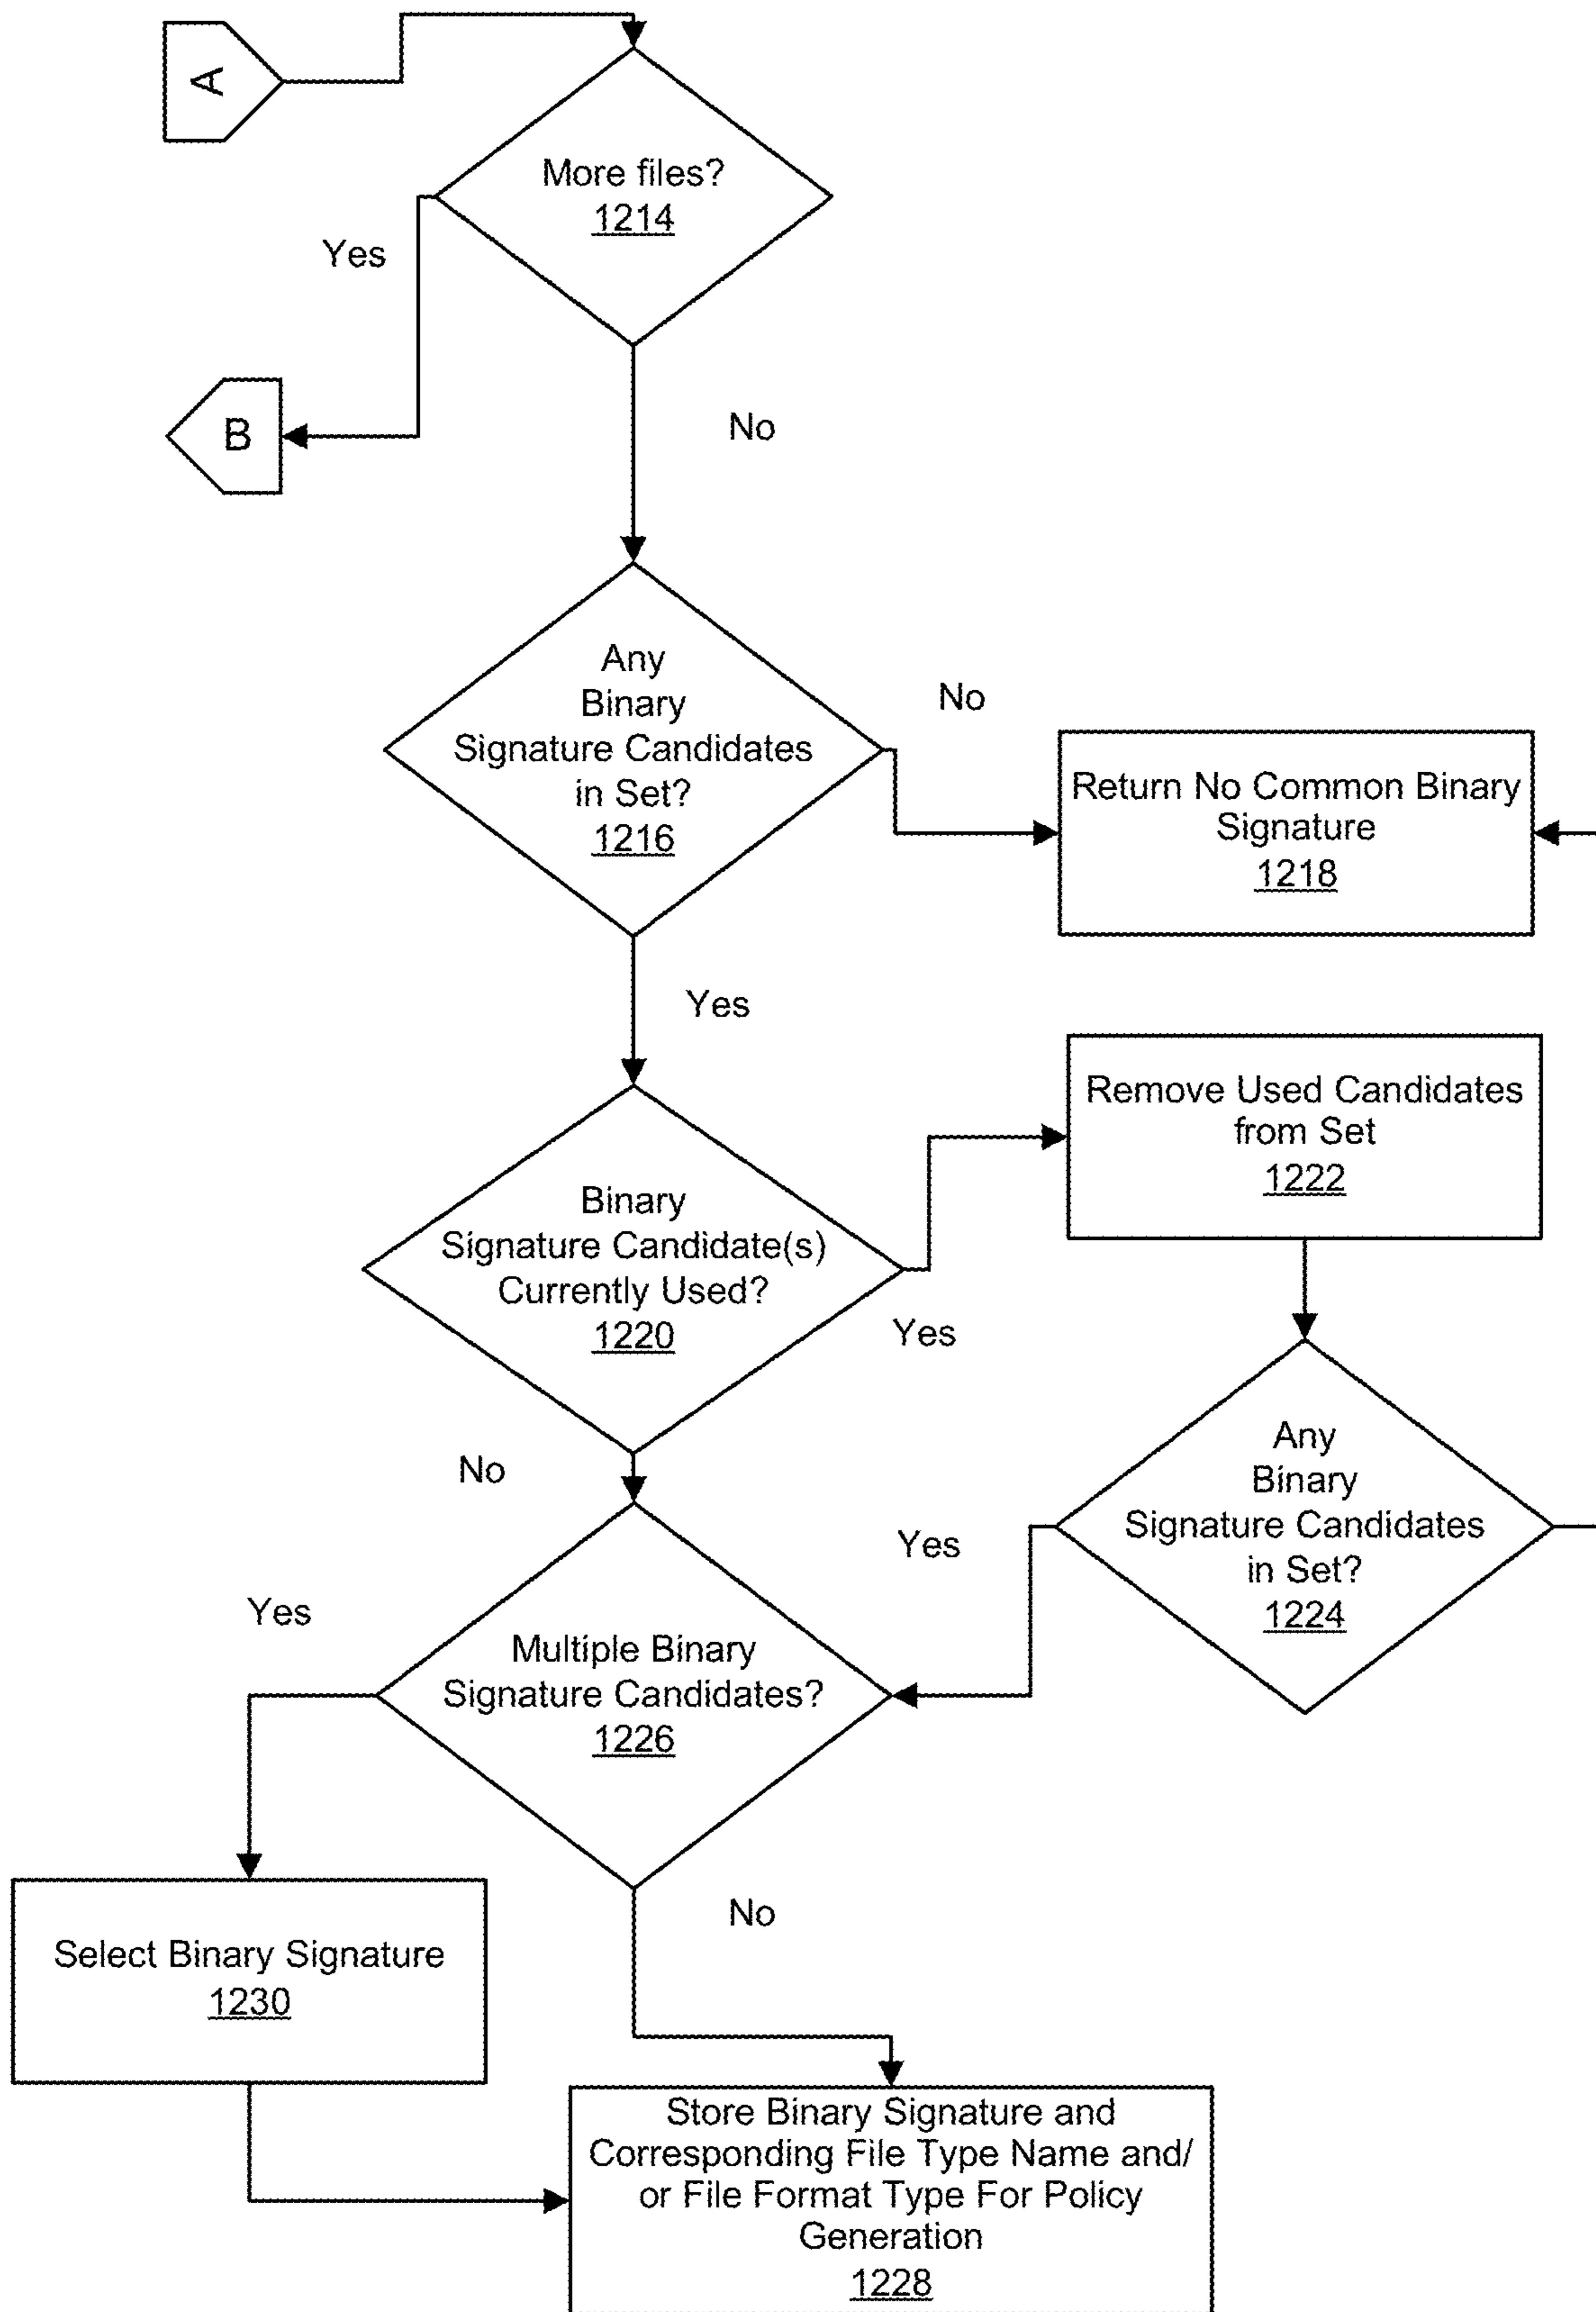 A
More files?
1214
Yes
B
No
Any
Binary
Signature Candidates
in Set?
1216
No
Return No Common Binary
Signature
1218
Yes
Remove Used Candidates
from Set
1222
Binary
Signature Candidate(s)
Currently Used?
1220
Yes
No
Any
Binary
Signature Candidates
in Set?
1224
Yes
Yes
Multiple Binary
Signature Candidates?
1226
No
Select Binary Signature
1230
Store Binary Signature and
Corresponding File Type Name and/
or File Format Type For Policy
Generation
1228